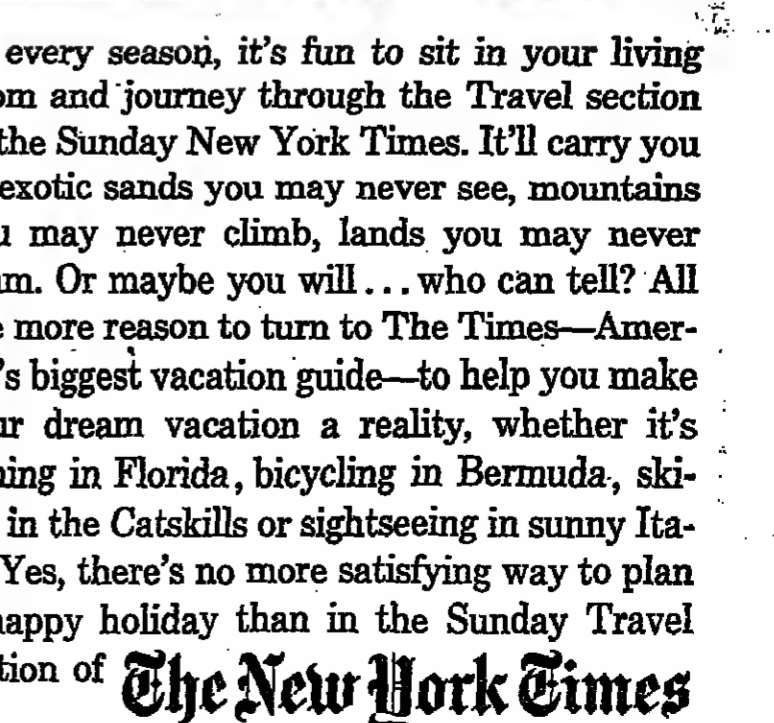 every season, it's fun to sit in your living
om and journey through the Travel section
the Sunday New York Times. It'll carry you
exotic sands you may never see, mountains
u may never climb, lands you may never
am. Or maybe you will...who can tell? All
e more reason to turn to The Times—Amer-
's biggest vacation guide—to help you make
ur dream vacation a reality, whether it's
ning in Florida, bicycling in Bermuda, ski-
in the Catskills or sightseeing in sunny Ita-
Yes, there's no more satisfying way to plan
happy holiday than in the Sunday Travel
tion of The New York Times